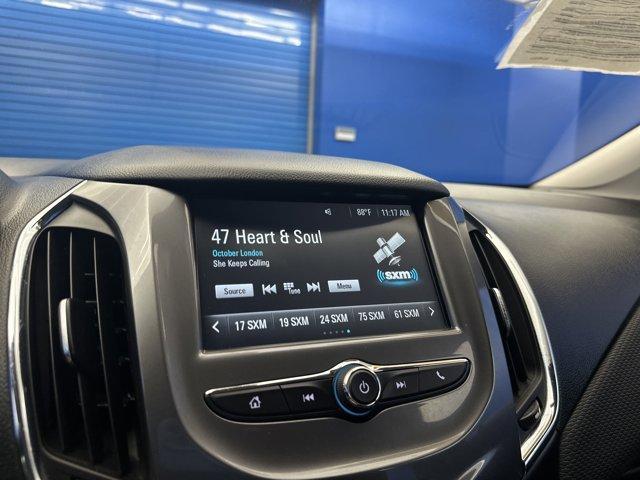 88°F 11:17 AM
47 Heart & Soul
October London
She Keeps Calling
sxm
Source Tune Menu
17 SXM 19 SXM 24 SXM 75 SXM 61 SXM